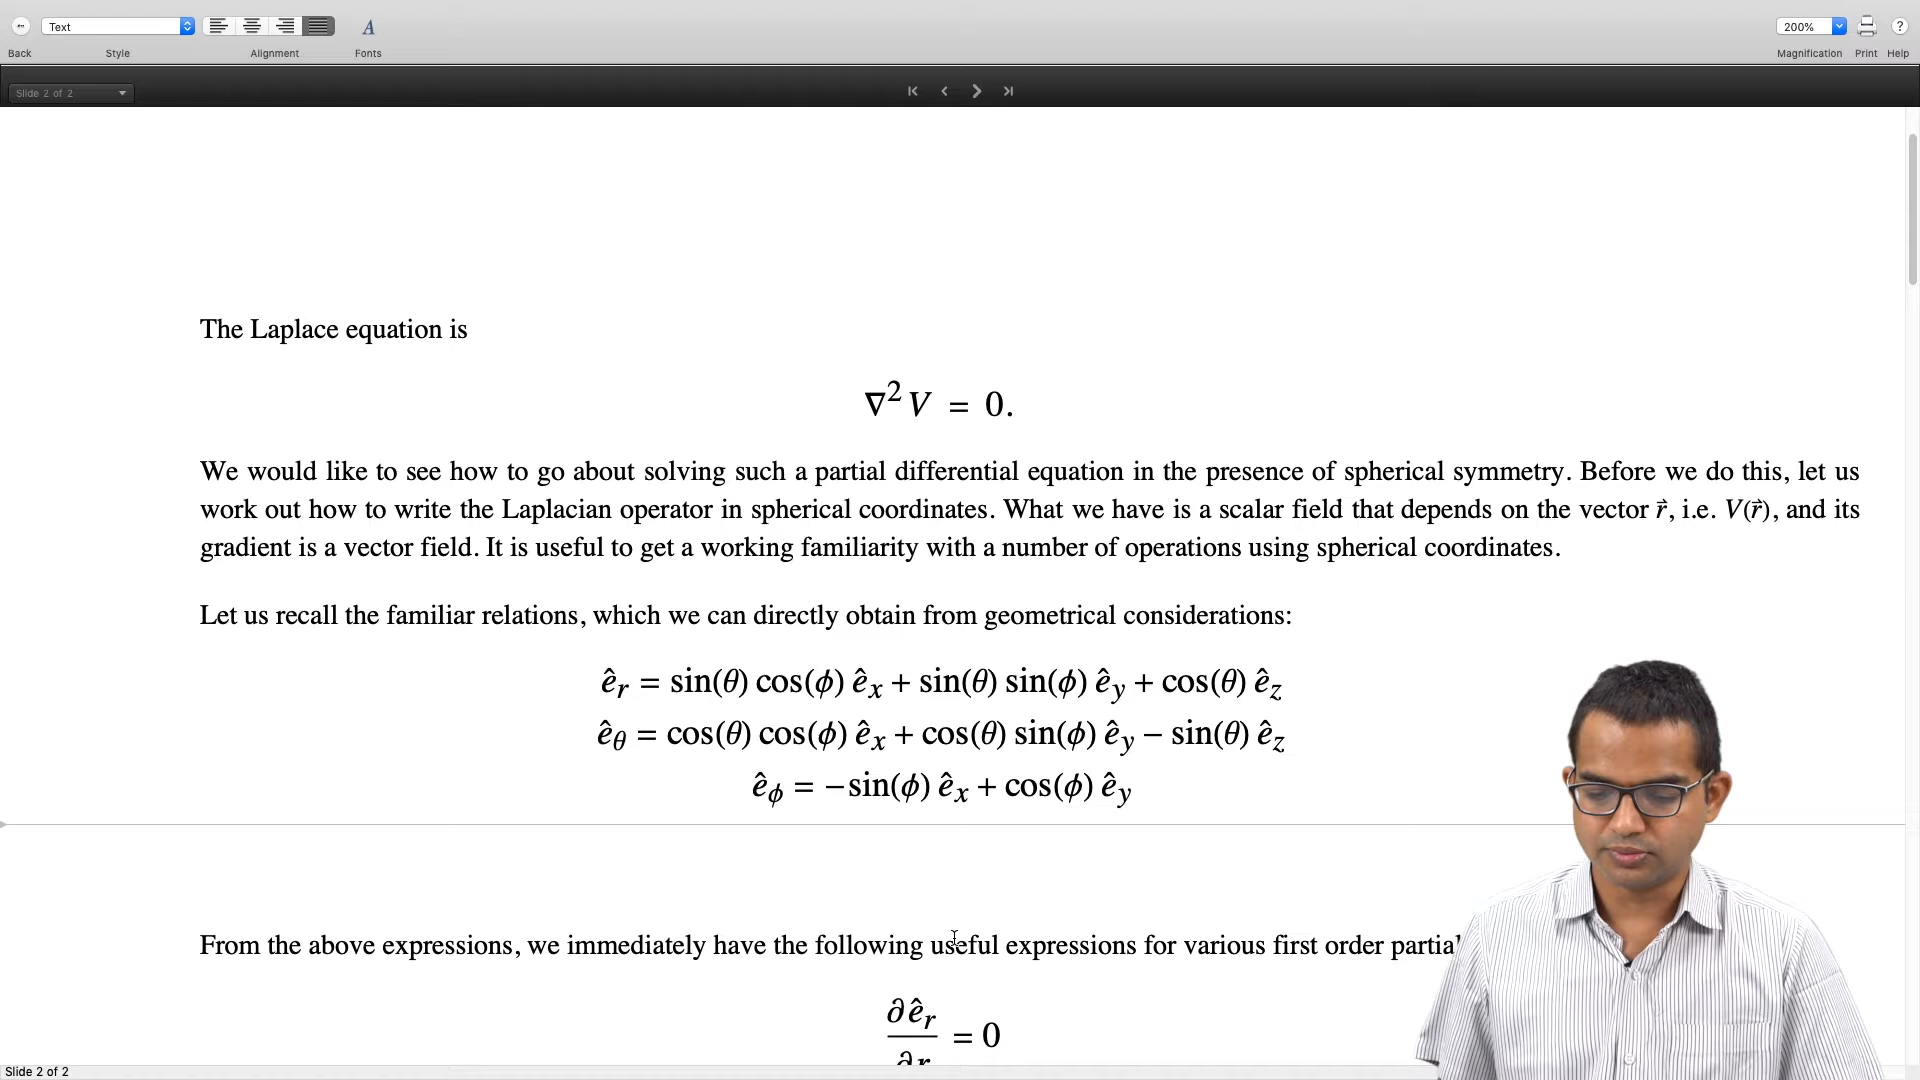 Text
200%
Back
Style
Alignment
Fonts
Magnification
Print
Help
Slide 2 of 2
The Laplace equation is
∇² V = 0.
We would like to see how to go about solving such a partial differential equation in the presence of spherical symmetry. Before we do this, let us
work out how to write the Laplacian operator in spherical coordinates. What we have is a scalar field that depends on the vector r⃗, i.e. V(r⃗), and its
gradient is a vector field. It is useful to get a working familiarity with a number of operations using spherical coordinates.
Let us recall the familiar relations, which we can directly obtain from geometrical considerations:
ê_r = sin(θ) cos(ϕ) ê_x + sin(θ) sin(ϕ) ê_y + cos(θ) ê_z
ê_θ = cos(θ) cos(ϕ) ê_x + cos(θ) sin(ϕ) ê_y − sin(θ) ê_z
ê_ϕ = −sin(ϕ) ê_x + cos(ϕ) ê_y
From the above expressions, we immediately have the following useful expressions for various first order partial
∂ê_r/∂r = 0
Slide 2 of 2